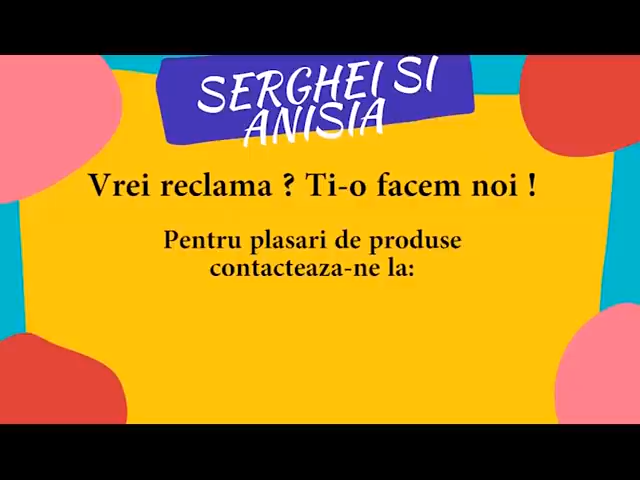 SERGHEI SI
ANISIA
Vrei reclama ? Ti-o facem noi !
Pentru plasari de produse
contacteaza-ne la: